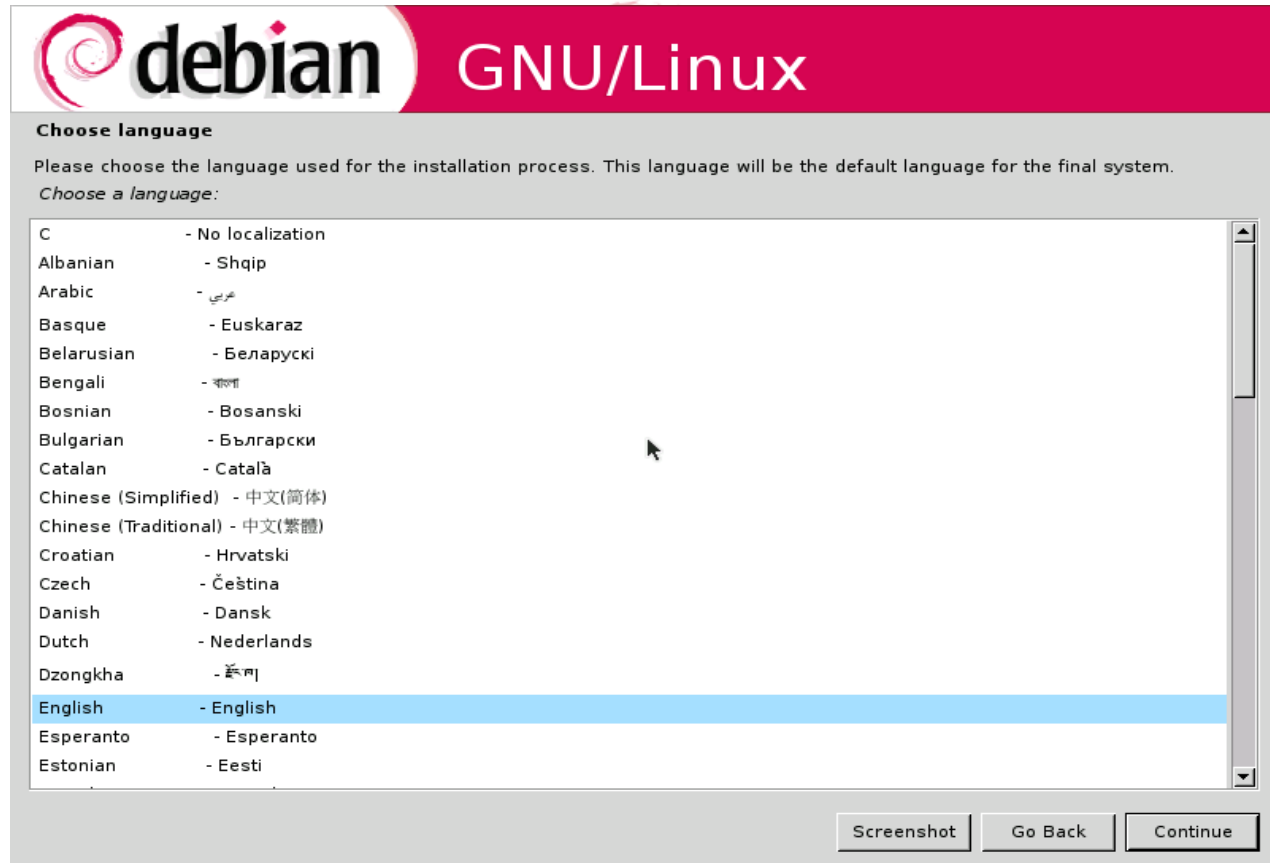 debian GNU/Linux
Choose language
Please choose the language used for the installation process. This language will be the default language for the final system.
Choose a language:
C - No localization
Albanian - Shqip
Arabic - عربي
Basque - Euskaraz
Belarusian - Беларускі
Bengali - বাংলা
Bosnian - Bosanski
Bulgarian - Български
Catalan - Català
Chinese (Simplified) - 中文(简体)
Chinese (Traditional) - 中文(繁體)
Croatian - Hrvatski
Czech - Čeština
Danish - Dansk
Dutch - Nederlands
Dzongkha - རྫོང་ཁ།
English - English
Esperanto - Esperanto
Estonian - Eesti
Screenshot Go Back Continue